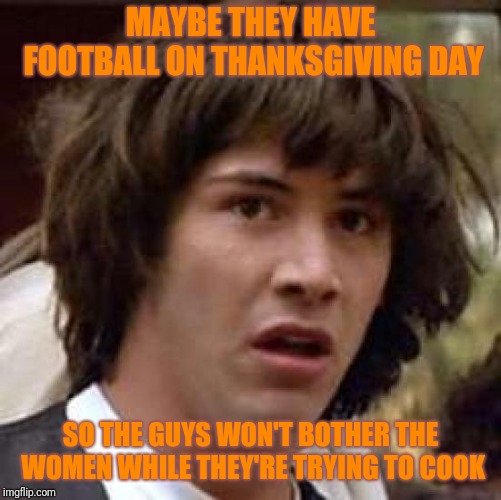 MAYBE THEY HAVE
FOOTBALL ON THANKSGIVING DAY
SO THE GUYS WON'T BOTHER THE
WOMEN WHILE THEY'RE TRYING TO COOK
imgflip.com